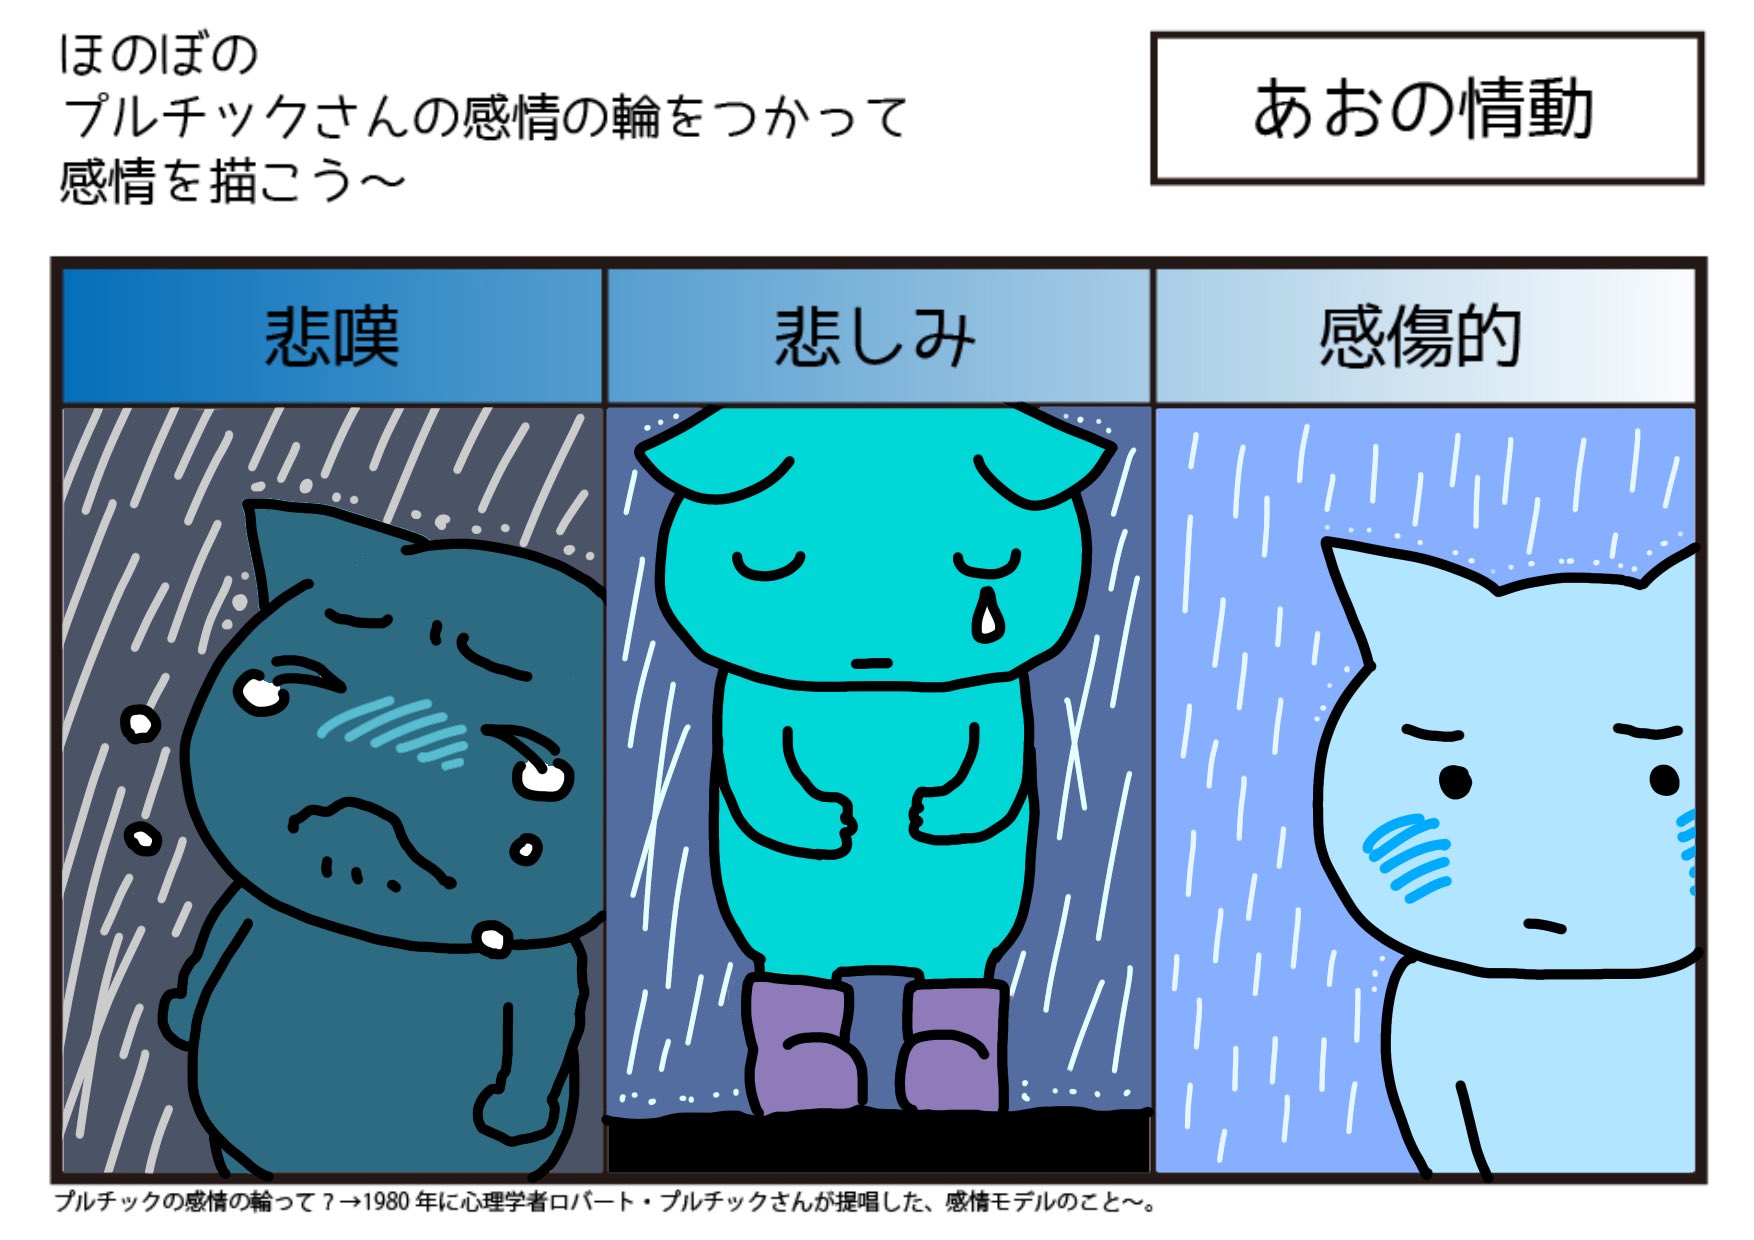 ほのぼの
プルチックさんの感情の輪をつかって
感情を描こう～
あおの情動
悲嘆
悲しみ
感傷的
プルチックの感情の輪って？→1980年に心理学者ロバート・プルチックさんが提唱した、感情モデルのこと～。